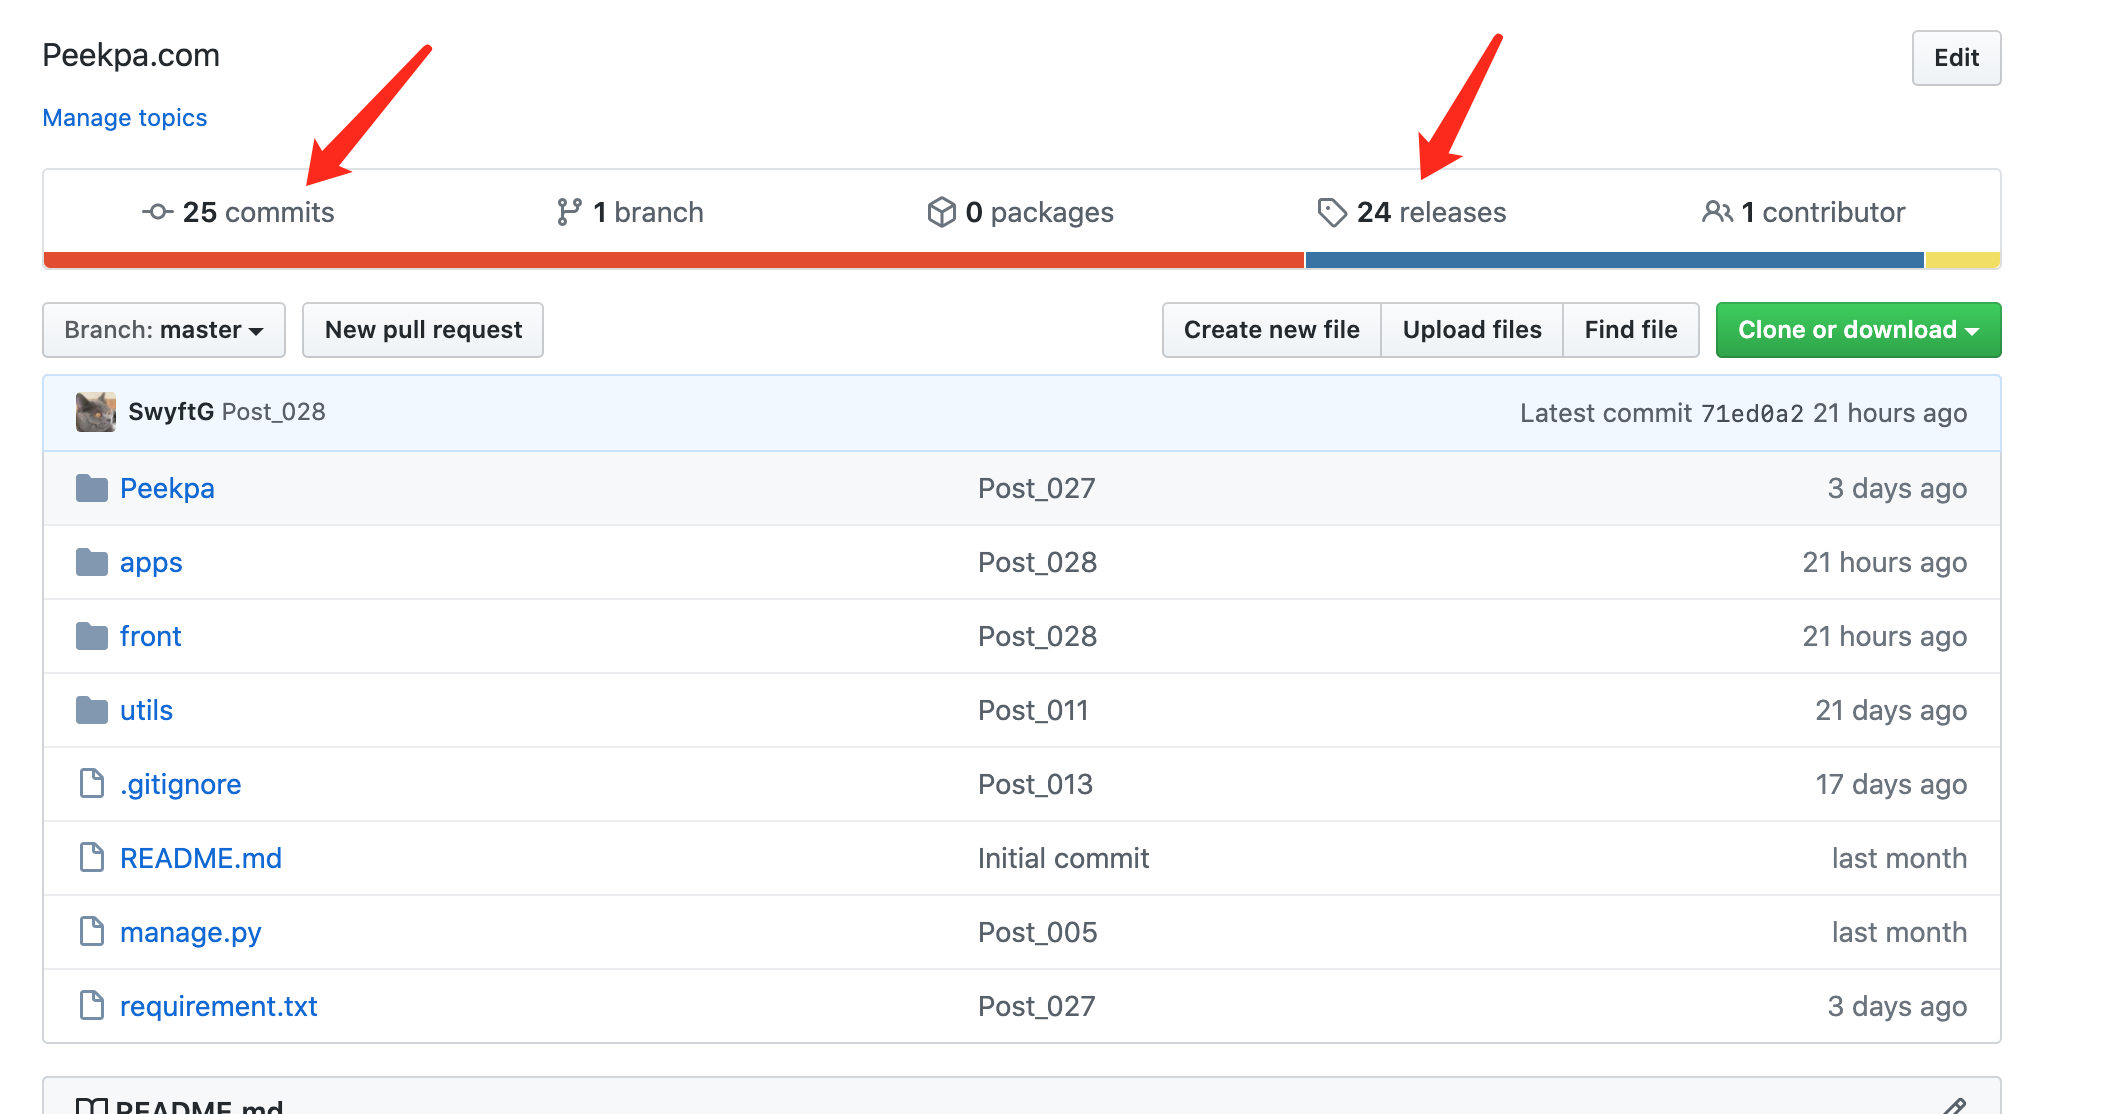 Peekpa.com
Edit
Manage topics
25 commits
1 branch
0 packages
24 releases
1 contributor
Branch: master
New pull request
Create new file
Upload files
Find file
Clone or download
SwyftG Post_028
Latest commit 71ed0a2 21 hours ago
Peekpa Post_027 3 days ago
apps Post_028 21 hours ago
front Post_028 21 hours ago
utils Post_011 21 days ago
.gitignore Post_013 17 days ago
README.md Initial commit last month
manage.py Post_005 last month
requirement.txt Post_027 3 days ago
README.md